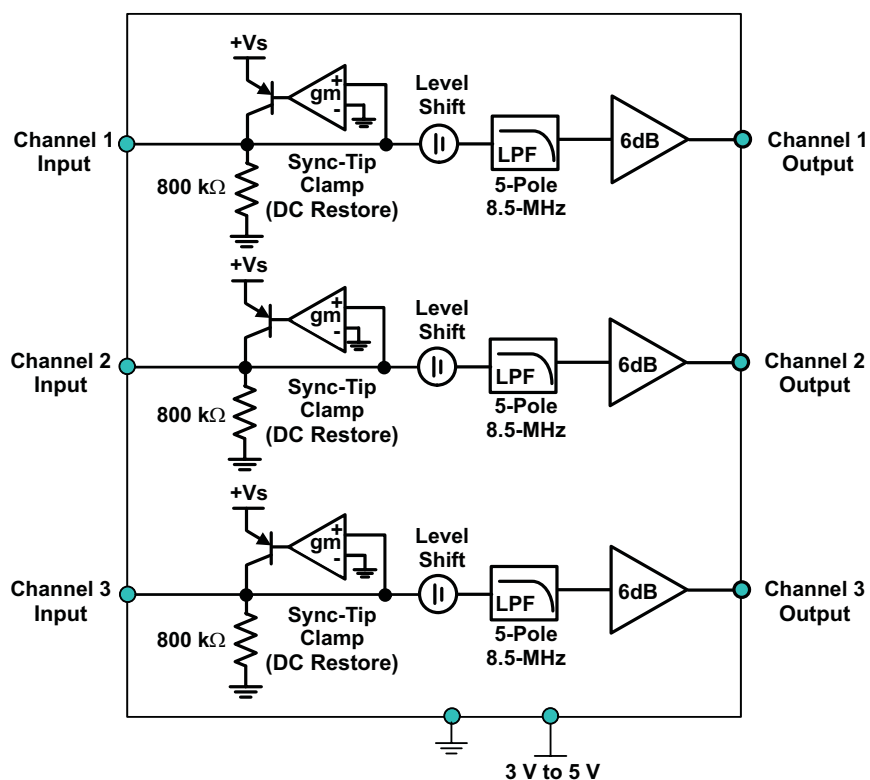 +Vs
gm
+
-
Level
Shift
Channel 1
Input
800 kΩ
Sync-Tip
Clamp
(DC Restore)
LPF
5-Pole
8.5-MHz
6dB
Channel 1
Output
+Vs
gm
+
-
Level
Shift
Channel 2
Input
800 kΩ
Sync-Tip
Clamp
(DC Restore)
LPF
5-Pole
8.5-MHz
6dB
Channel 2
Output
+Vs
gm
+
-
Level
Shift
Channel 3
Input
800 kΩ
Sync-Tip
Clamp
(DC Restore)
LPF
5-Pole
8.5-MHz
6dB
Channel 3
Output
3 V to 5 V